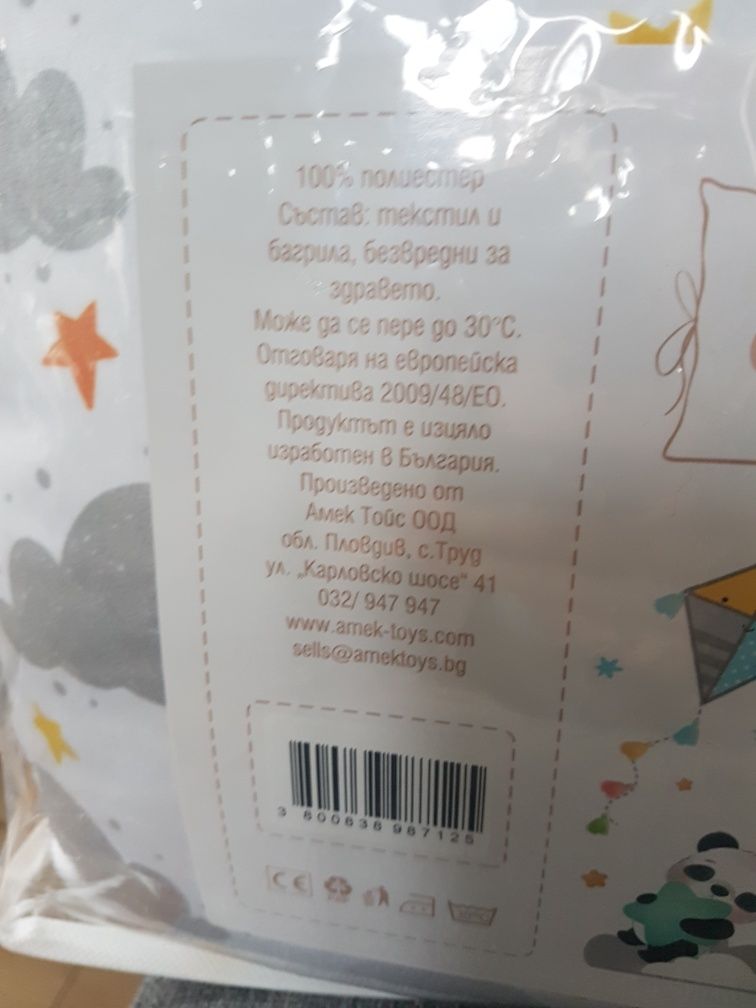 100% полиестер
Състав: текстил и
багрила, безвредни за
здравето.
Може да се пере до 30°C.
Отговаря на европейска
директива 2009/48/ЕО.
Продуктът е изцяло
изработен в България.
Произведено от
Амек Тойс ООД
обл. Пловдив, с.Труд
ул. „Карловско шосе“ 41
032/ 947 947
www.amek-toys.com
sells@amektoys.bg
3 800838 987125
CE